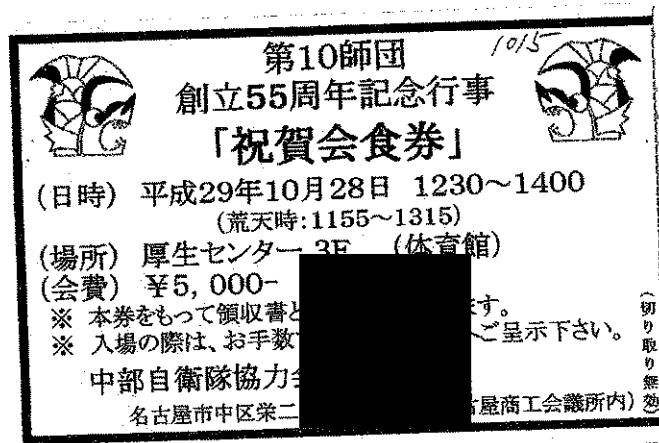 1015
第10師団
創立55周年記念行事
「祝賀会食券」
(日時) 平成29年10月28日 1230～1400
(荒天時:1155～1315)
(場所) 厚生センター 3F (体育館)
(会費) ¥5,000-
※ 本券をもって領収書と ます。
※ 入場の際は、お手数 ご呈示下さい。
中部自衛隊協力会
名古屋市中区栄二 古屋商工会議所内)
(切り取り無効)